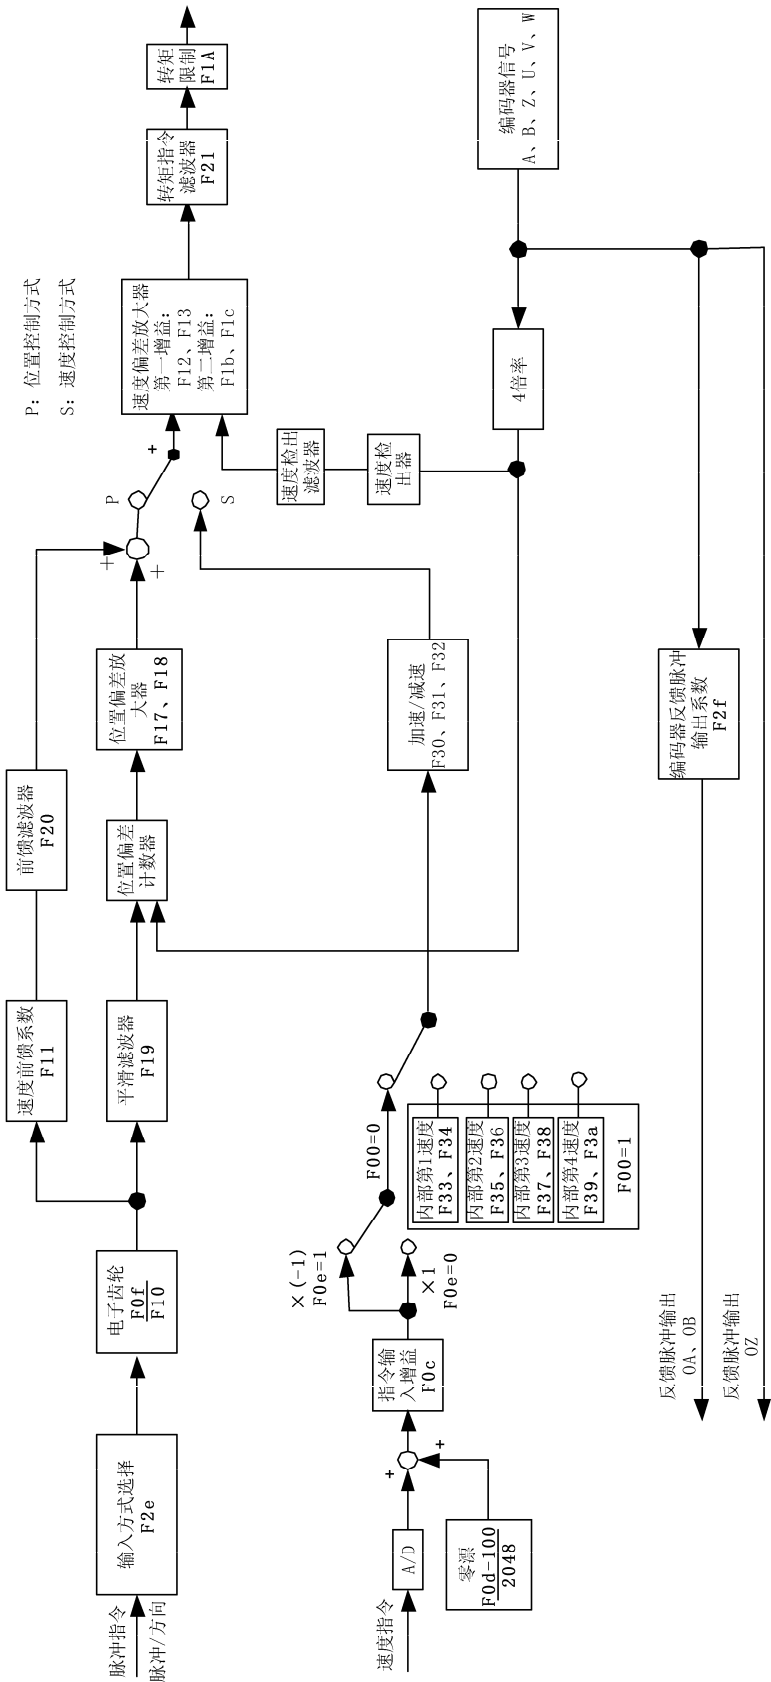 P：位置控制方式
S：速度控制方式
脉冲指令
脉冲/方向
输入方式选择
F2e
电子齿轮
F0f
F10
速度前馈系数
F11
前馈滤波器
F20
平滑滤波器
F19
位置偏差
计数器
位置偏差放
大器
F17、F18
+
+
P
S
+
速度偏差放大器
第一增益：
F12、F13
第二增益：
F1b、F1c
转矩指令
滤波器
F21
转矩
限制
F1A
速度检出
滤波器
速度检
出器
速度指令
A/D
+
+
零漂
F0d-100
2048
指令输
入增益
F0c
×(-1)
F0e=1
×1
F0e=0
F00=0
内部第1速度
F33、F34
内部第2速度
F35、F36
内部第3速度
F37、F38
内部第4速度
F39、F3a
F00=1
加速/减速
F30、F31、F32
4倍率
编码器信号
A、B、Z、U、V、W
编码器反馈脉冲
输出系数
F2f
反馈脉冲输出
OA、OB
反馈脉冲输出
OZ